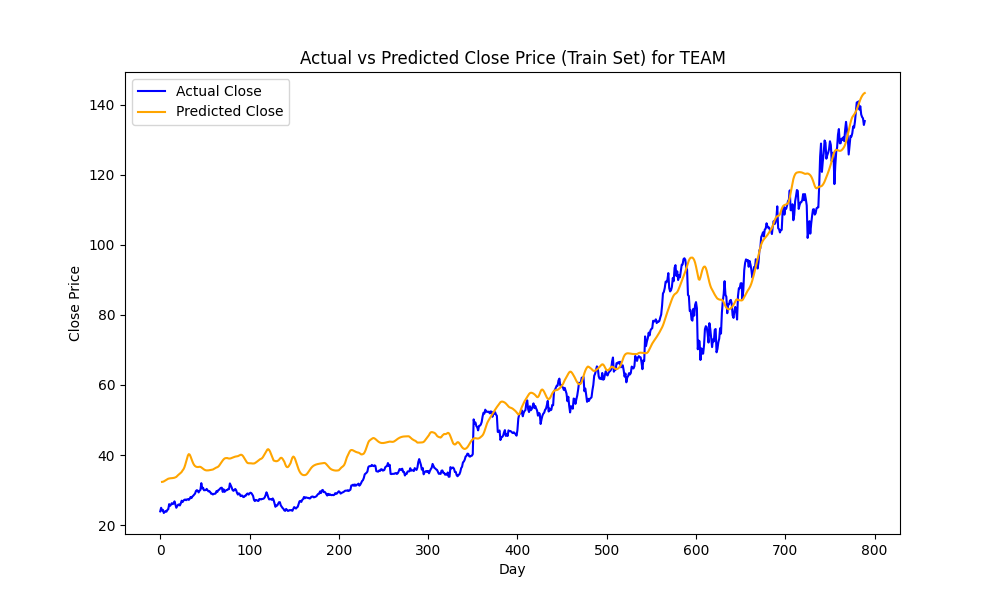 Actual vs Predicted Close Price (Train Set) for TEAM
Actual Close
Predicted Close
Close Price
140
120
100
80
60
40
20
0 100 200 300 400 500 600 700 800
Day